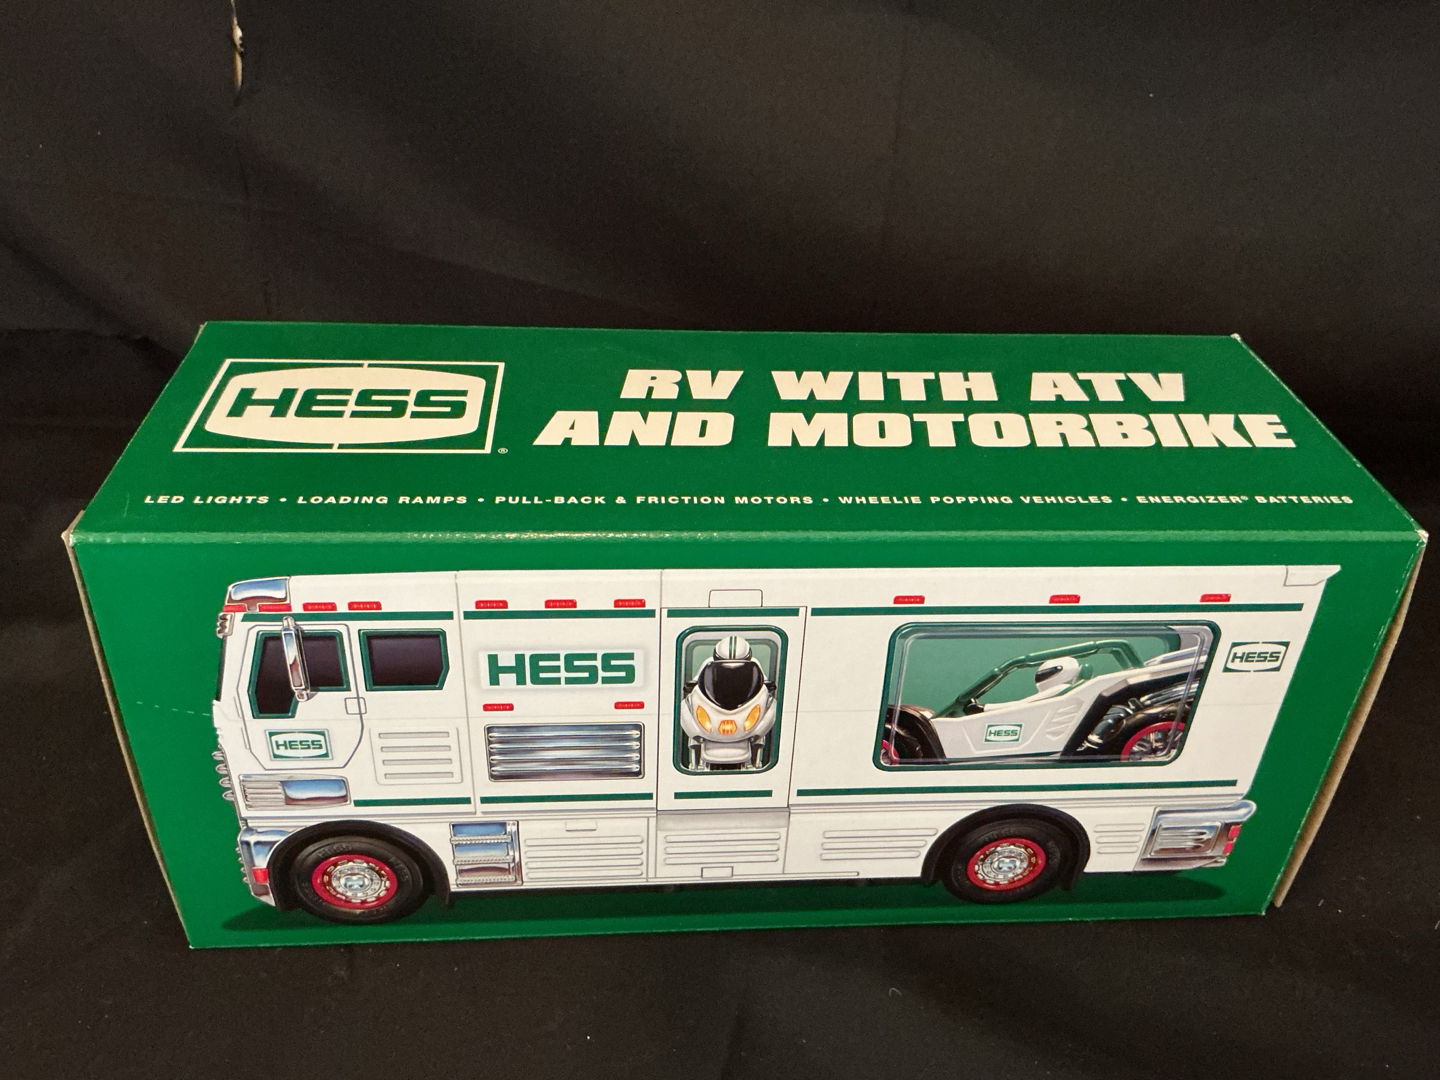 HESS®
RV WITH ATV
AND MOTORBIKE
LED LIGHTS • LOADING RAMPS • PULL-BACK & FRICTION MOTORS • WHEELIE POPPING VEHICLES • ENERGIZER® BATTERIES
HESS
HESS
HESS
HESS
HESS